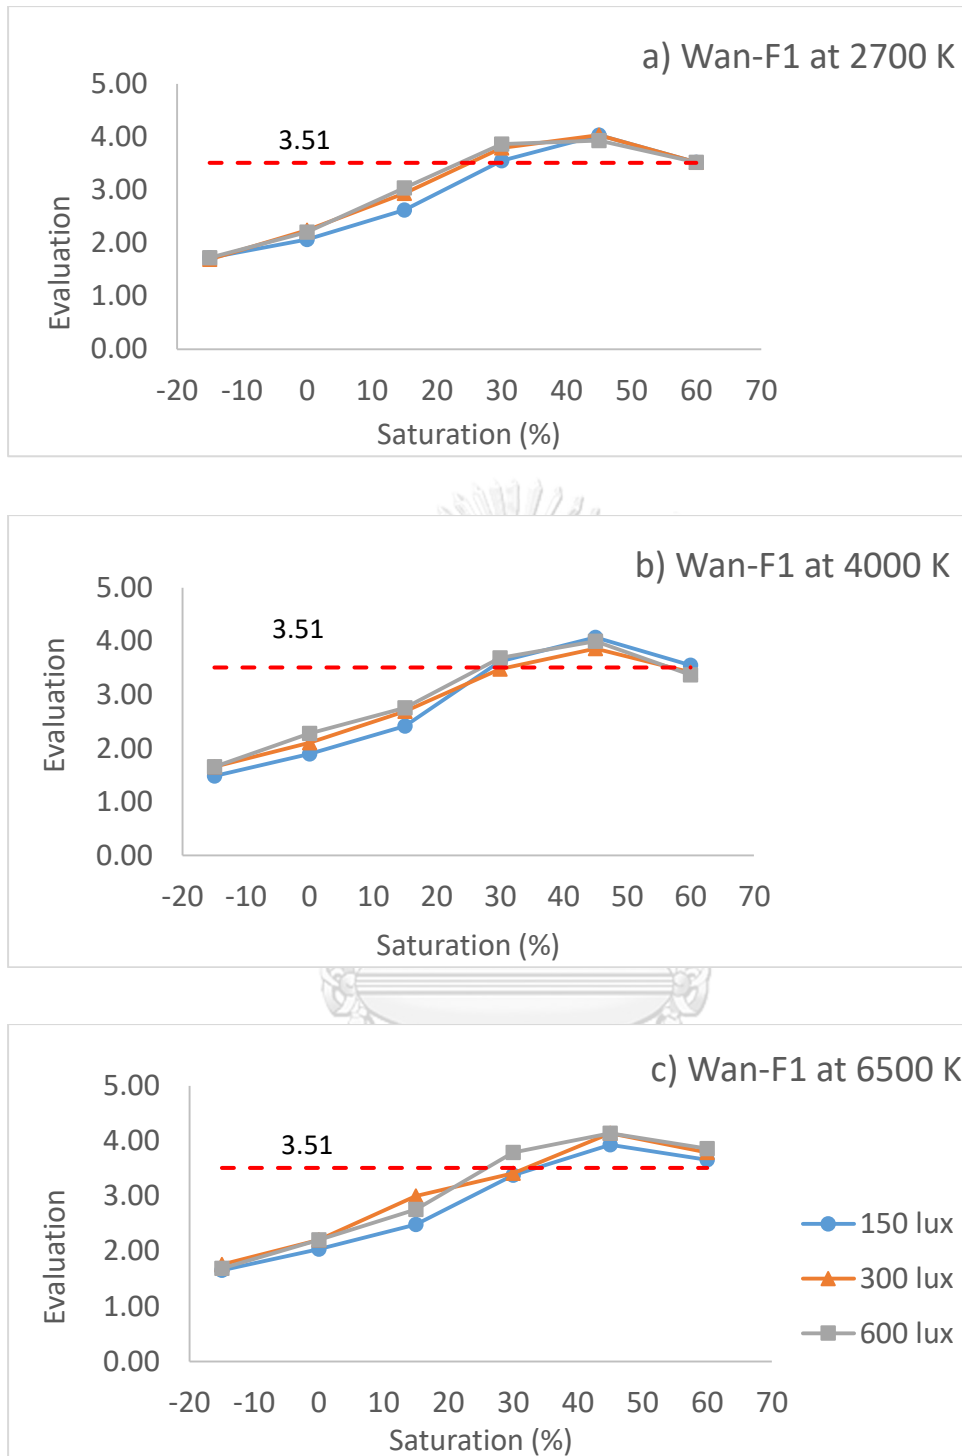 a) Wan-F1 at 2700 K
5.00
4.00
3.00
2.00
1.00
0.00
3.51
Evaluation
-20 -10 0 10 20 30 40 50 60 70
Saturation (%)
b) Wan-F1 at 4000 K
5.00
4.00
3.00
2.00
1.00
0.00
3.51
Evaluation
-20 -10 0 10 20 30 40 50 60 70
Saturation (%)
c) Wan-F1 at 6500 K
5.00
4.00
3.00
2.00
1.00
0.00
3.51
Evaluation
150 lux
300 lux
600 lux
-20 -10 0 10 20 30 40 50 60 70
Saturation (%)